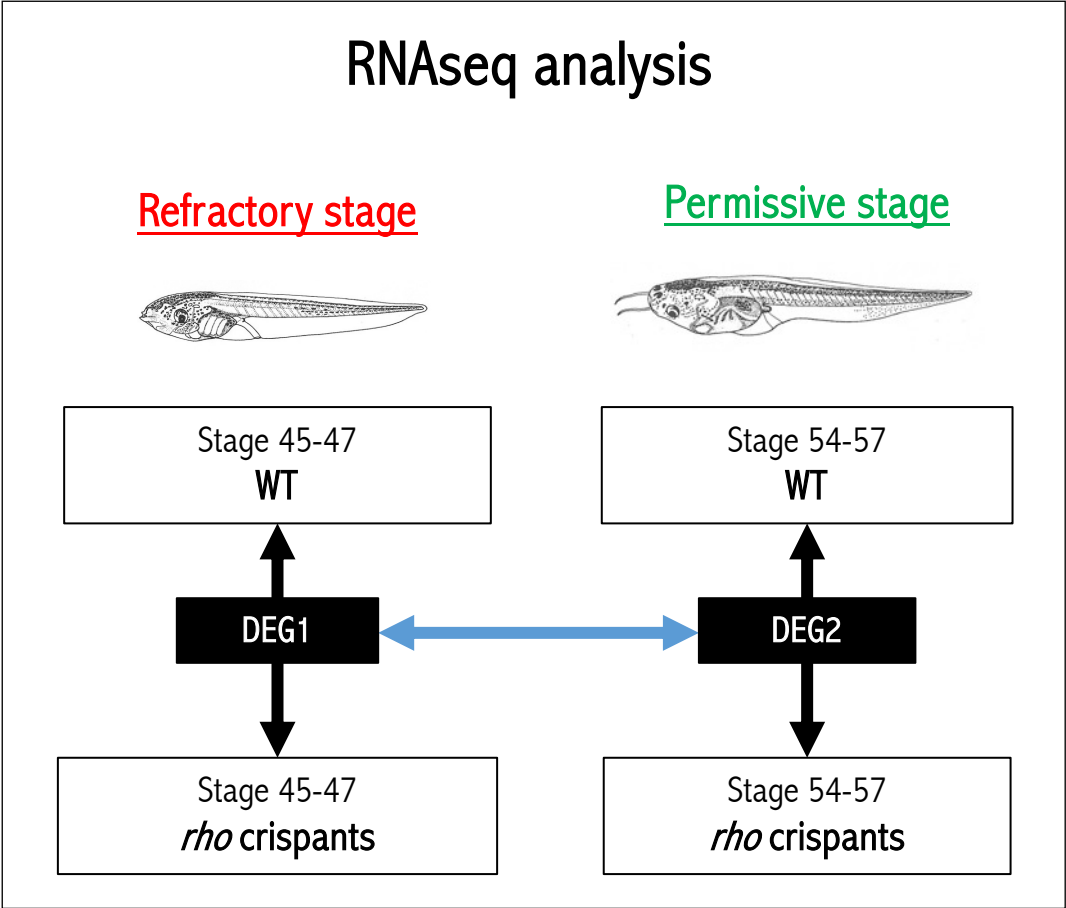 RNAseq analysis
Refractory stage
Permissive stage
Stage 45-47
WT
Stage 54-57
WT
DEG1
DEG2
Stage 45-47
rho crispants
Stage 54-57
rho crispants